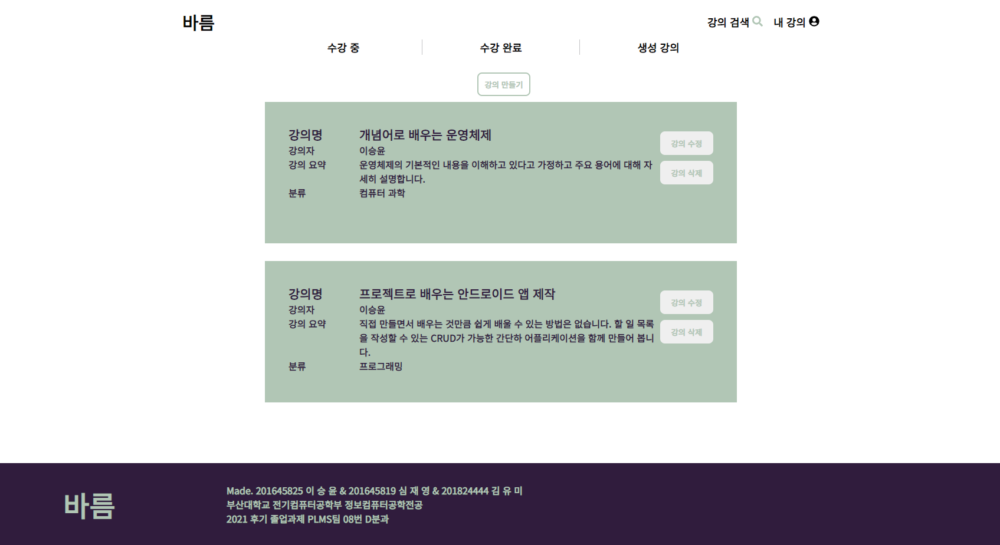 바름
강의 검색
내 강의
수강 중
수강 완료
생성 강의
강의 만들기
강의명 개념어로 배우는 운영체제
강의자 이승윤
강의 요약 운영체제의 기본적인 내용을 이해하고 있다고 가정하고 주요 용어에 대해 자
세히 설명합니다.
분류 컴퓨터 과학
강의 수정
강의 삭제
강의명 프로젝트로 배우는 안드로이드 앱 제작
강의자 이승윤
강의 요약 직접 만들면서 배우는 것만큼 쉽게 배울 수 있는 방법은 없습니다. 할 일 목록
을 작성할 수 있는 CRUD가 가능한 간단하 어플리케이션을 함께 만들어 봅니
다.
분류 프로그래밍
강의 수정
강의 삭제
바름
Made. 201645825 이 승 윤 & 201645819 심 재 영 & 201824444 김 유 미
부산대학교 전기컴퓨터공학부 정보컴퓨터공학전공
2021 후기 졸업과제 PLMS팀 08번 D분과